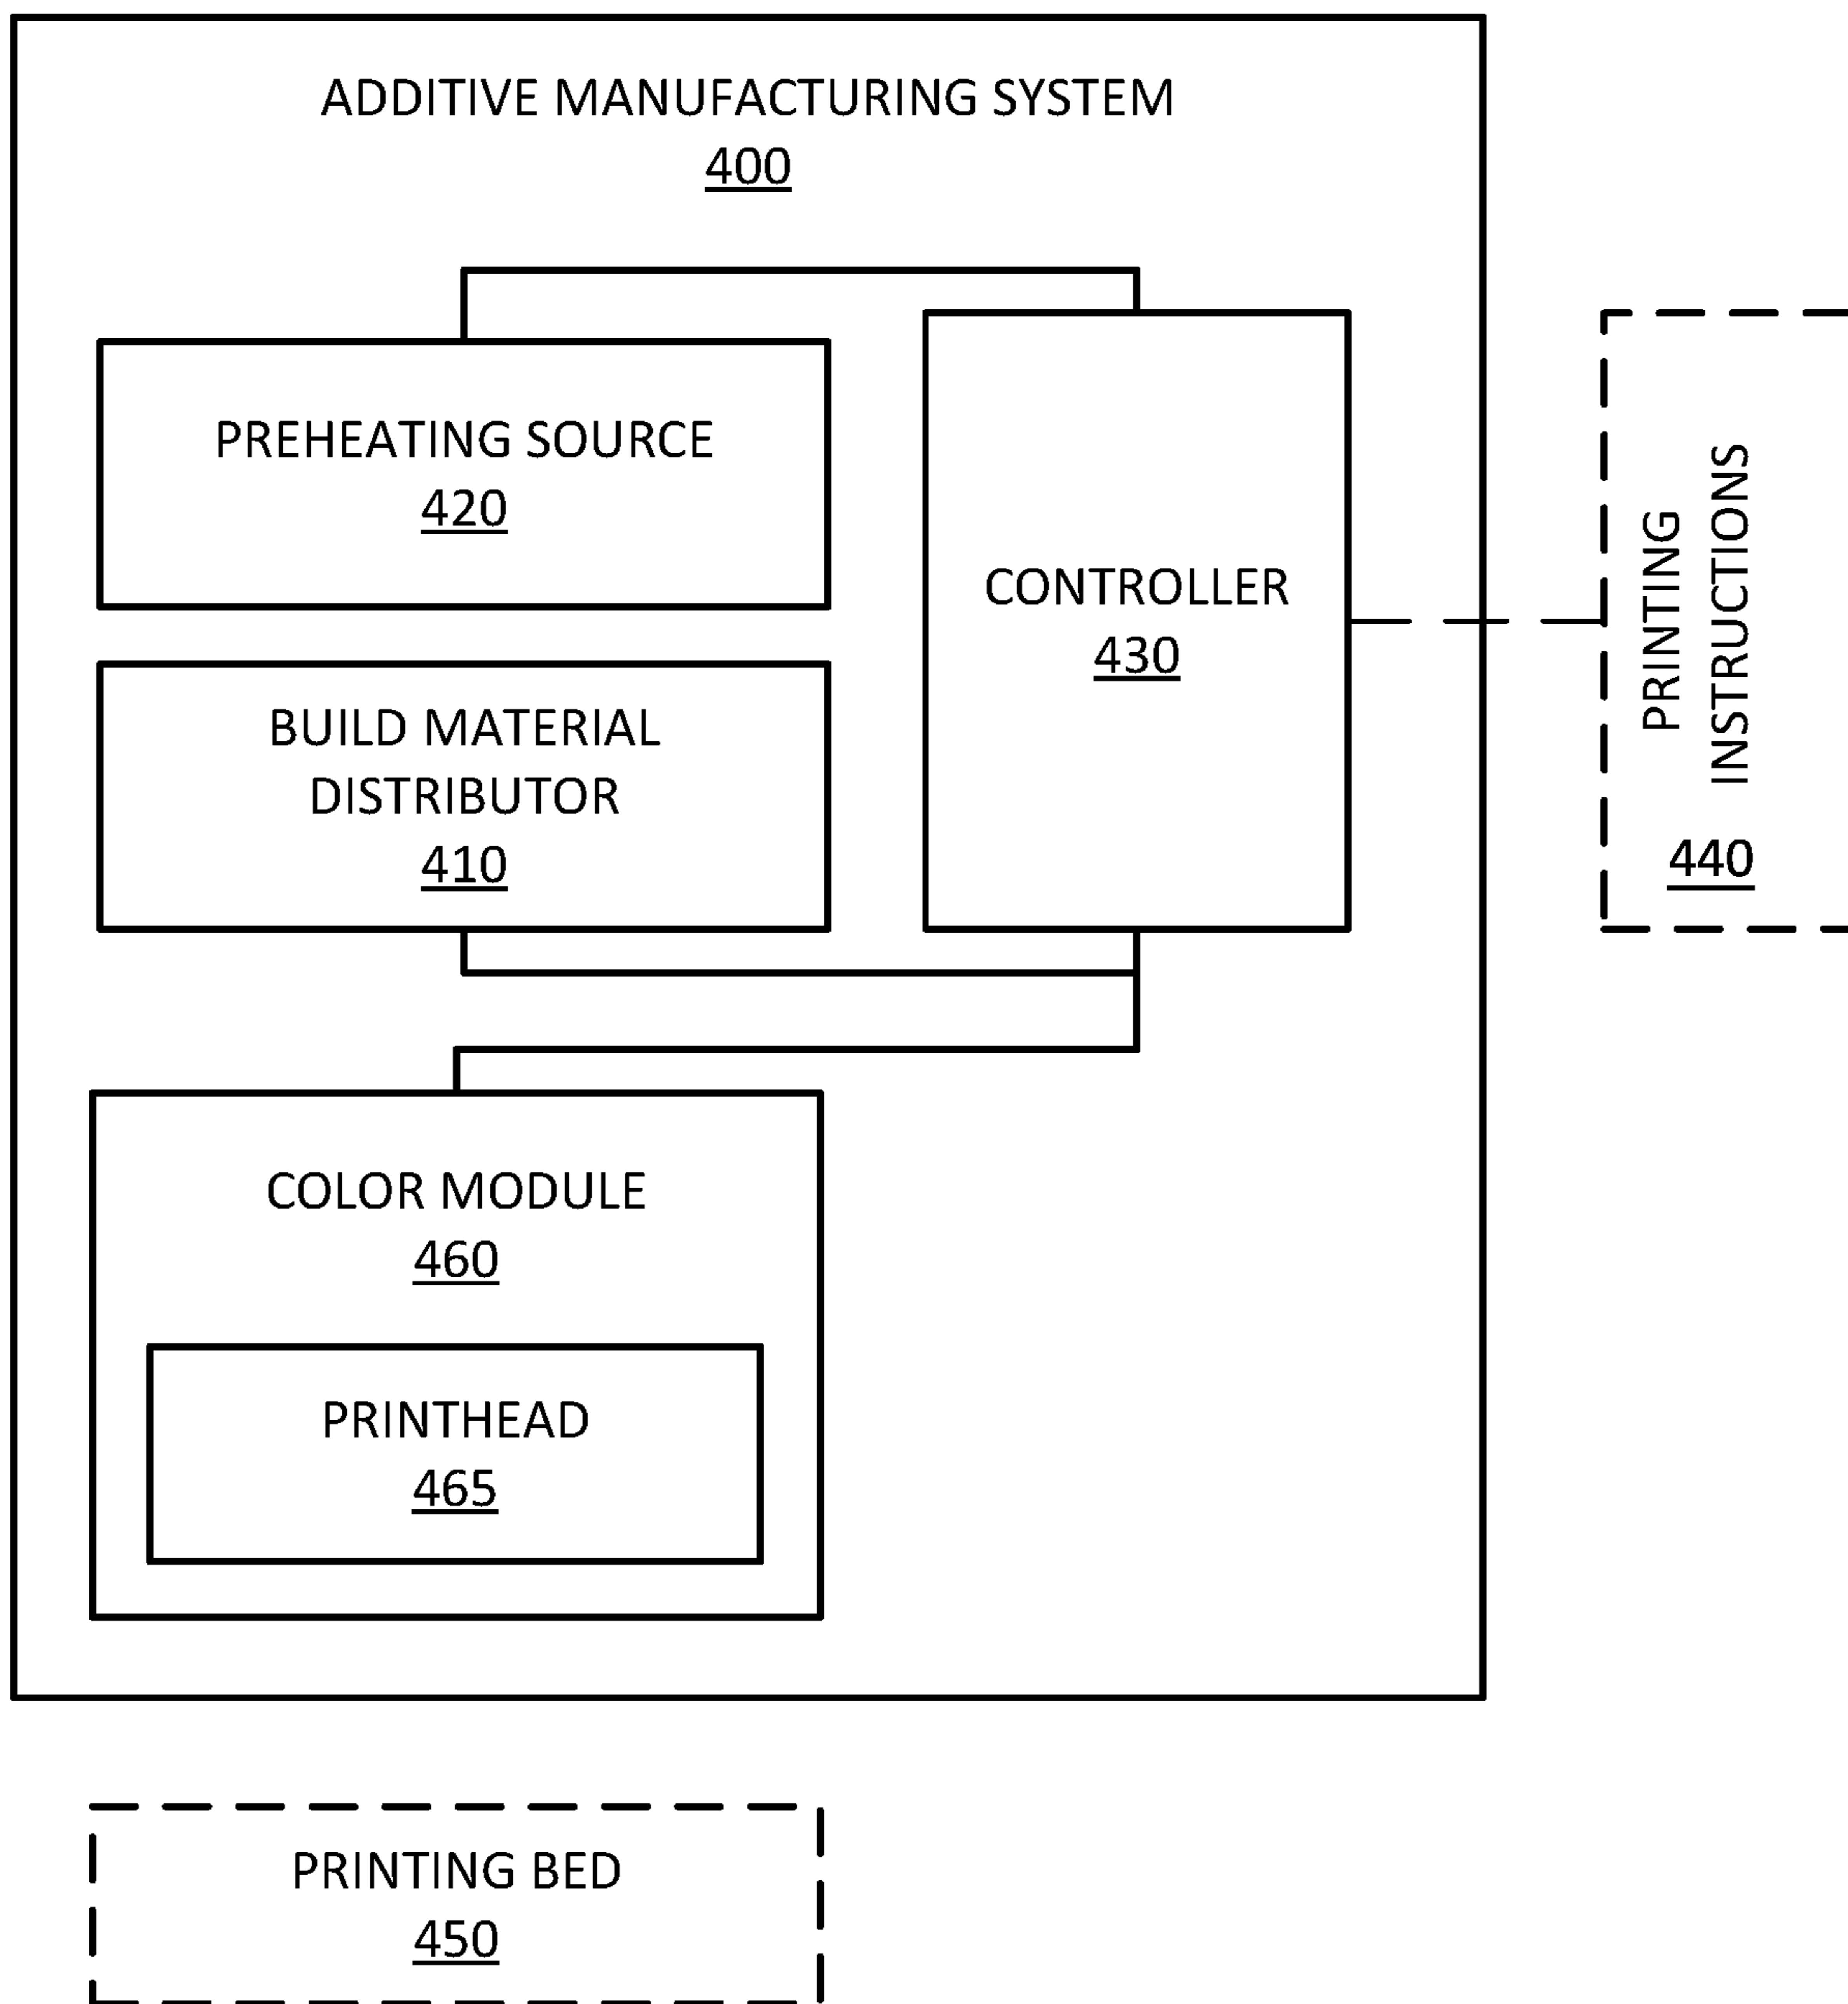 ADDITIVE MANUFACTURING SYSTEM
400
PREHEATING SOURCE
420
BUILD MATERIAL
DISTRIBUTOR
410
CONTROLLER
430
PRINTING
INSTRUCTIONS
440
COLOR MODULE
460
PRINTHEAD
465
PRINTING BED
450